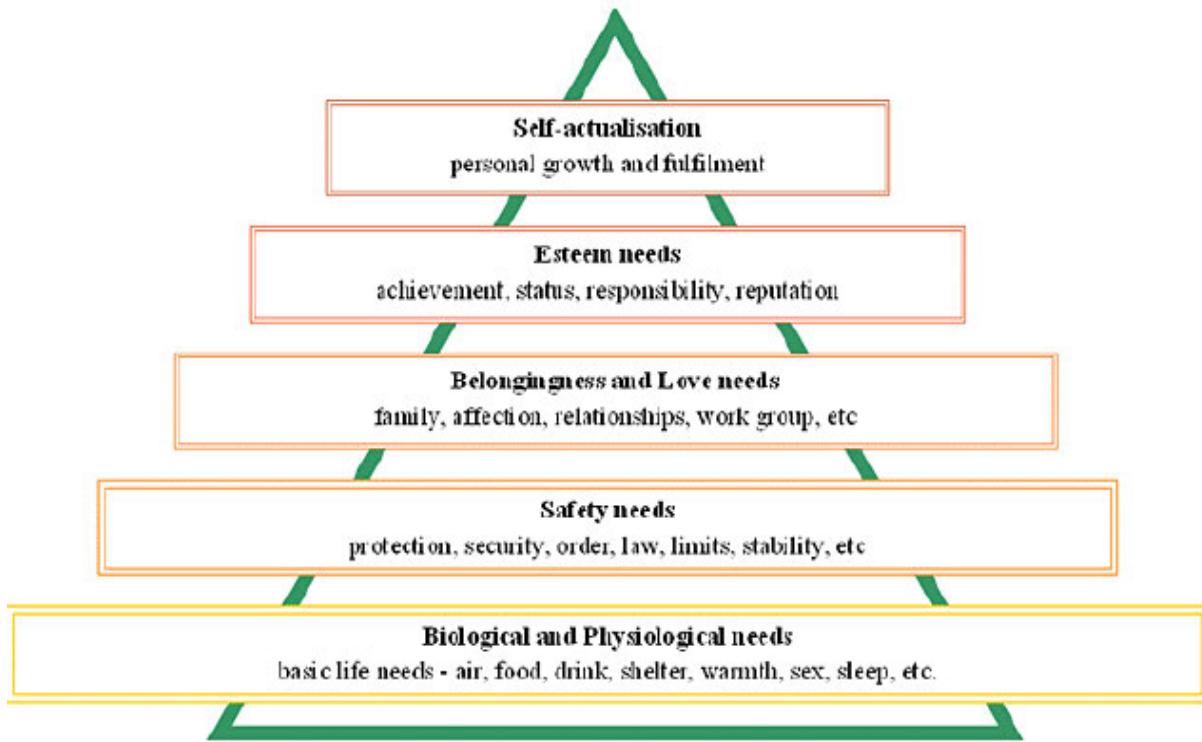 Self-actualisation
personal growth and fulfilment
Esteem needs
achievement, status, responsibility, reputation
Belongingness and Love needs
family, affection, relationships, work group, etc
Safety needs
protection, security, order, law, limits, stability, etc
Biological and Physiological needs
basic life needs - air, food, drink, shelter, warmth, sex, sleep, etc.